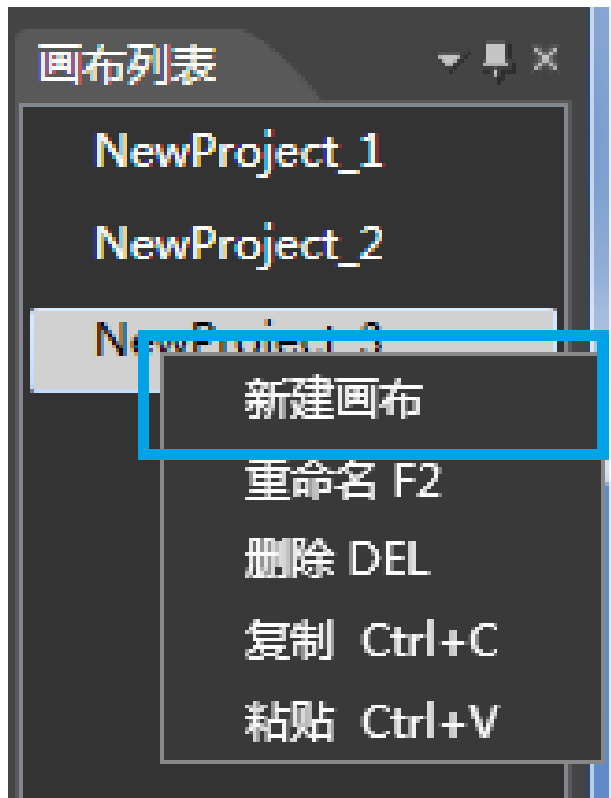 画布列表
NewProject_1
NewProject_2
NewProject_3
新建画布
重命名 F2
删除 DEL
复制 Ctrl+C
粘贴 Ctrl+V